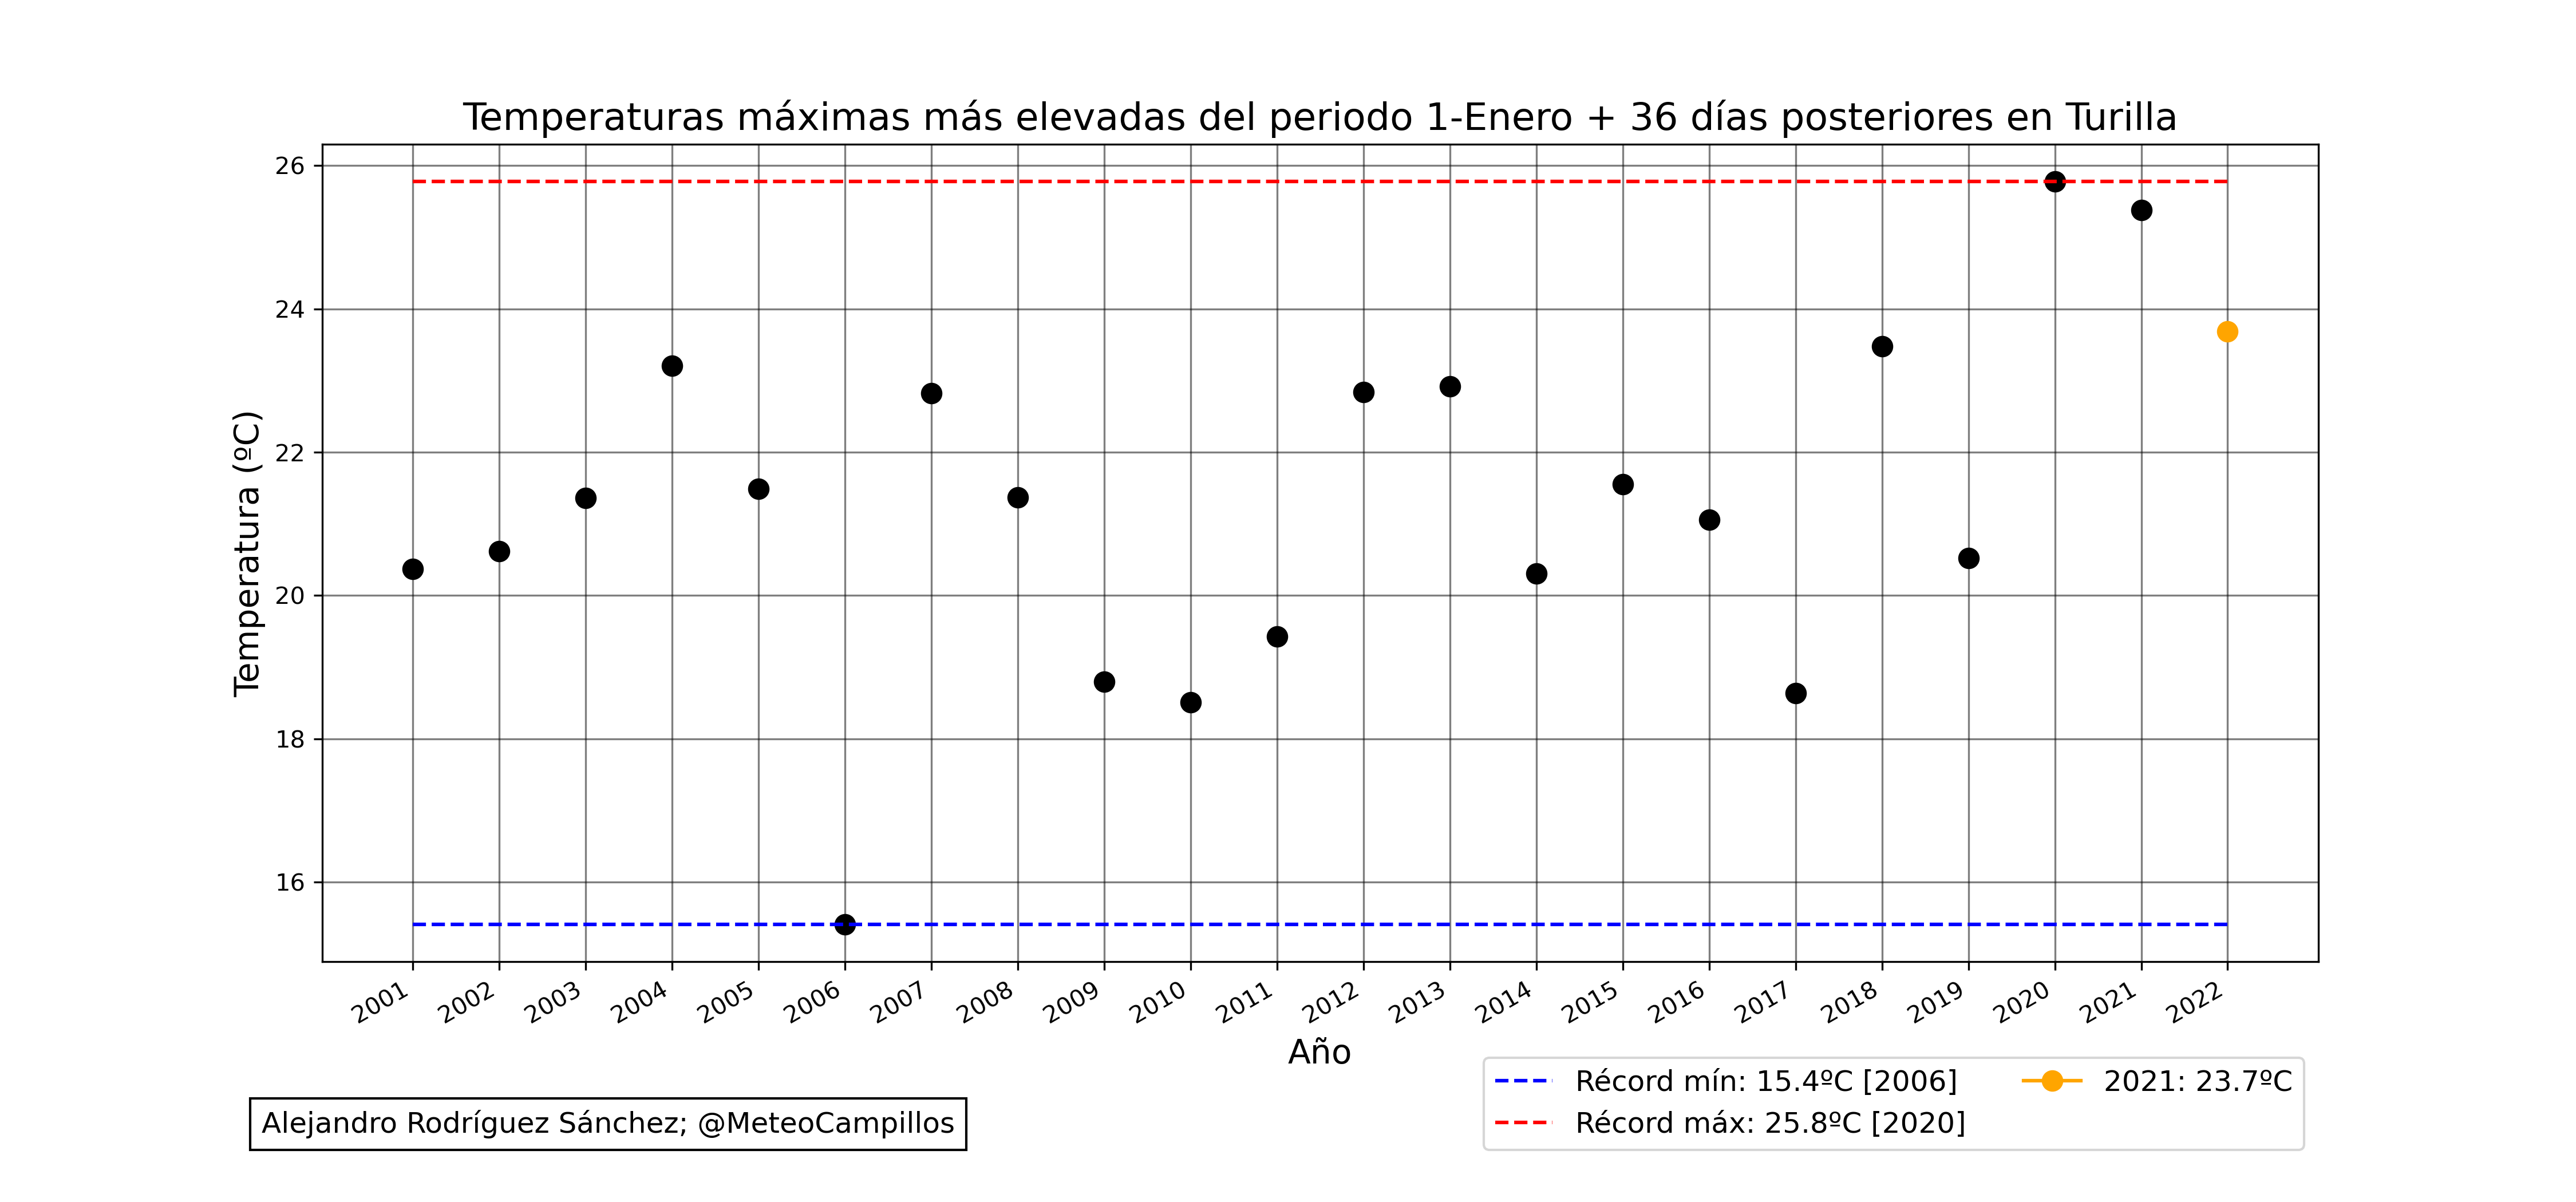 Temperaturas máximas más elevadas del periodo 1-Enero + 36 días posteriores en Turilla
Temperatura (ºC)
26
24
22
20
18
16
2001 2002 2003 2004 2005 2006 2007 2008 2009 2010 2011 2012 2013 2014 2015 2016 2017 2018 2019 2020 2021 2022
Año
Récord mín: 15.4ºC [2006]
Récord máx: 25.8ºC [2020]
2021: 23.7ºC
Alejandro Rodríguez Sánchez; @MeteoCampillos